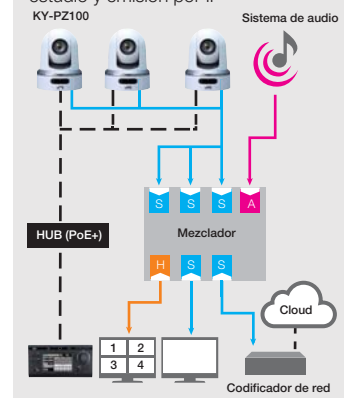 estudio y emisión por IP
KY-PZ100
Sistema de audio
S S S A
HUB (PoE+)
Mezclador
H S S
Cloud
1 2
3 4
Codificador de red